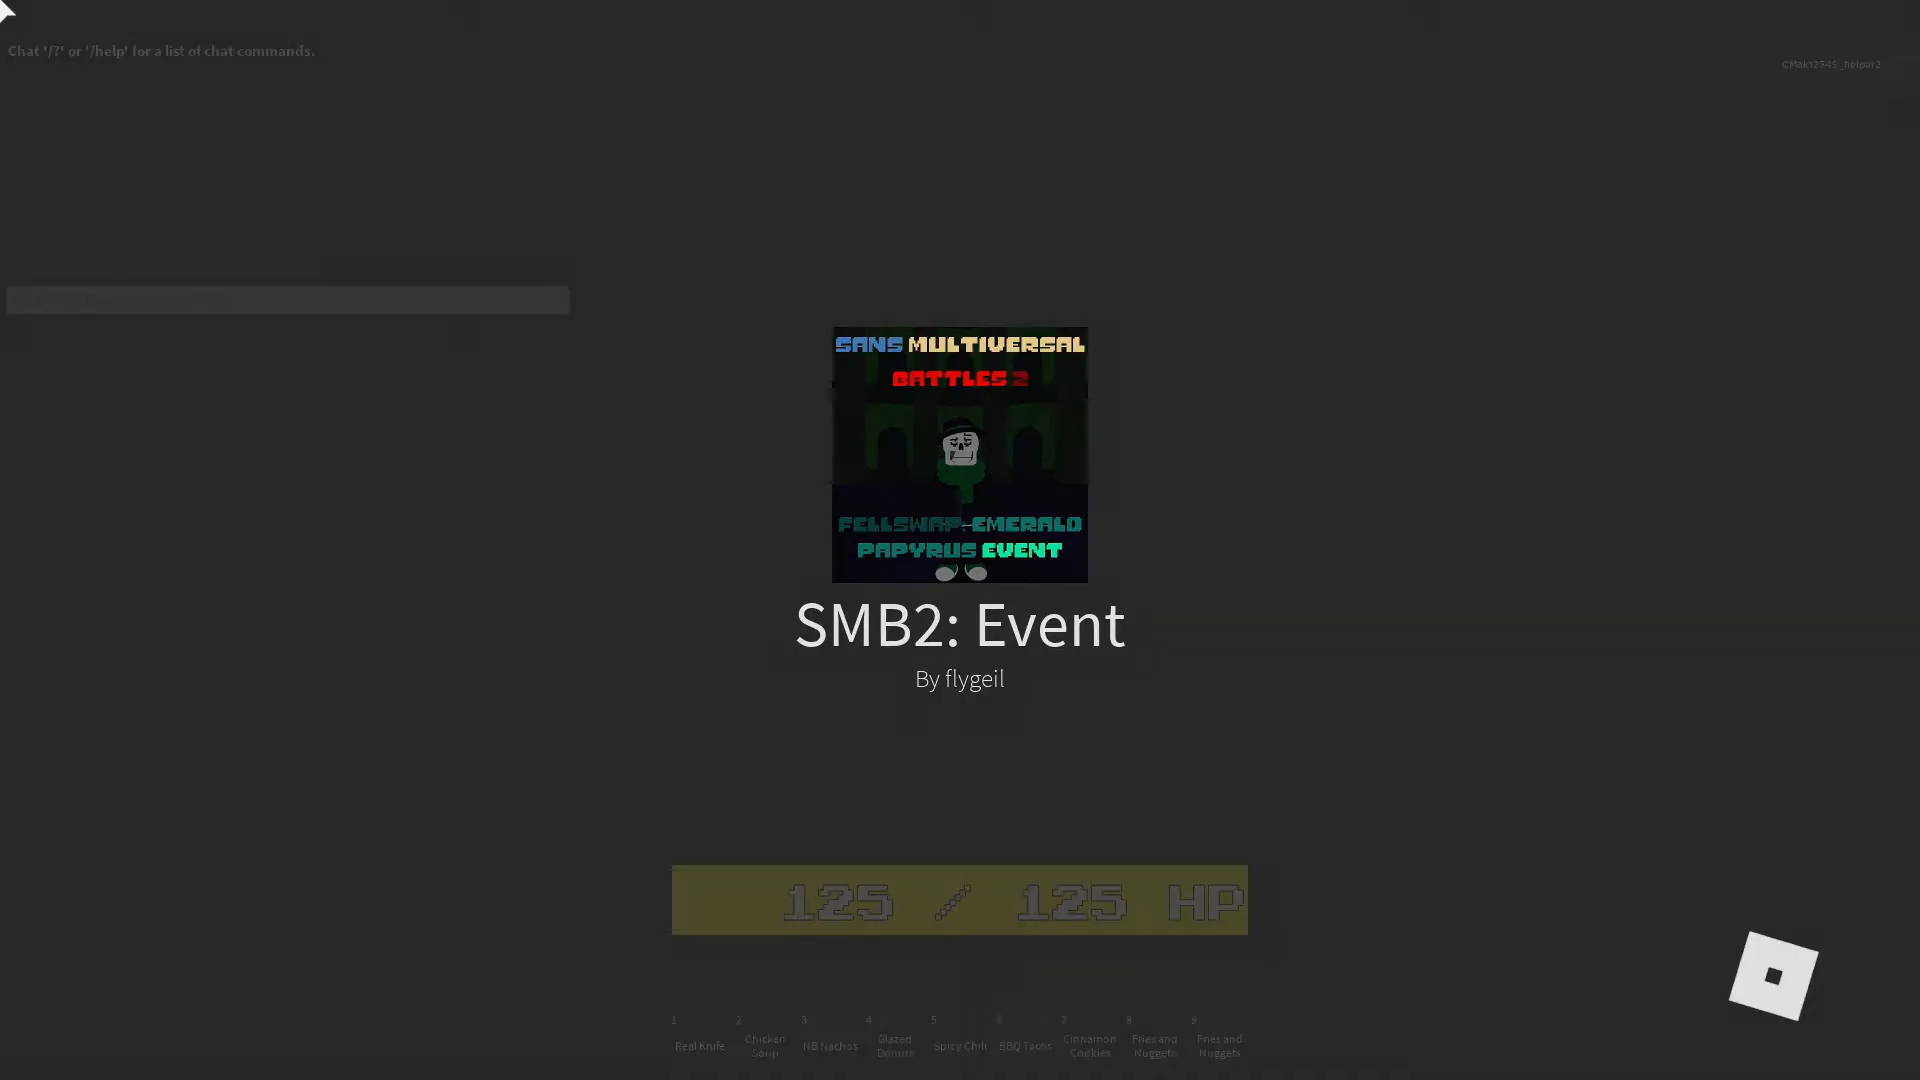 Chat '/?' or '/help' for a list of chat commands.
SANS MULTIVERSAL
BATTLES 2
FELLSWAP: EMERALD
PAPYRUS EVENT
SMB2: Event
By flygeil
125 / 125 HP
1 2 3 4 5 6 7 8 9
Real Knife
Chicken Soup
NB Nachos
Glazed Donuts
Spicy Chili
BBQ Tacos
Cinnamon Cookies
Fries and Nuggets
Fries and Nuggets